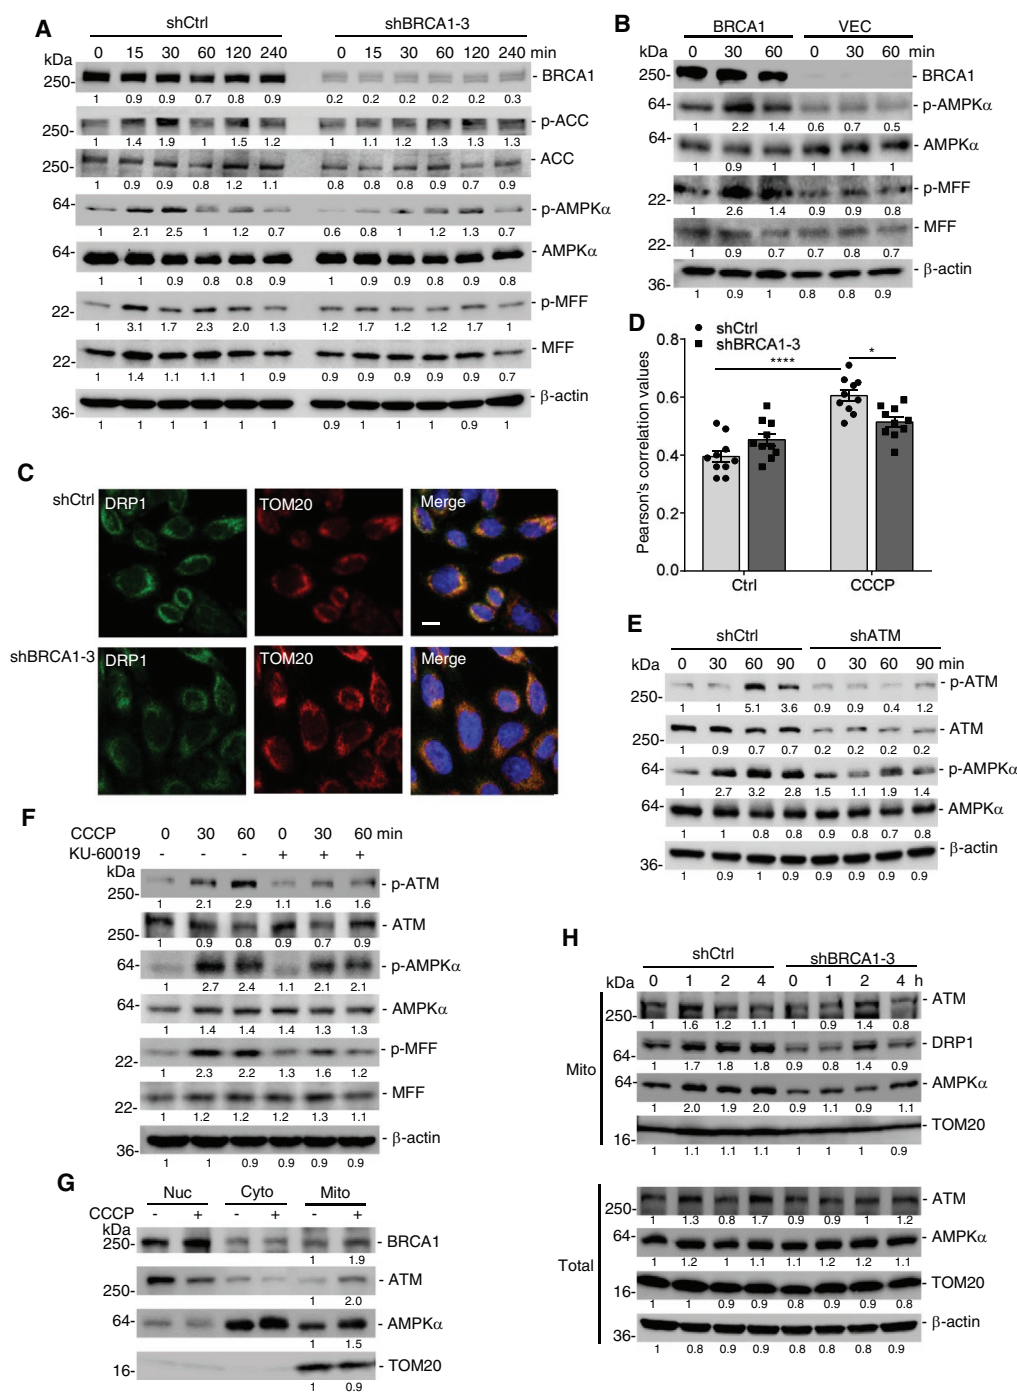 A
shCtrl shBRCA1-3
kDa 0 15 30 60 120 240 0 15 30 60 120 240 min
250- - BRCA1
1 0.9 0.9 0.7 0.8 0.9 0.2 0.2 0.2 0.2 0.2 0.3
250- - p-ACC
1 1.4 1.9 1 1.5 1.2 1 1.1 1.2 1.3 1.3 1.3
250- - ACC
1 0.9 0.9 0.8 1.2 1.1 0.8 0.8 0.8 0.9 0.7 0.9
64- - p-AMPKα
1 2.1 2.5 1 1.2 0.7 0.6 0.8 1 1.2 1.3 0.7
64- - AMPKα
1 1 0.9 0.8 0.8 0.9 1 0.9 0.9 0.8 0.9 0.8
22- - p-MFF
1 3.1 1.7 2.3 2.0 1.3 1.2 1.7 1.2 1.2 1.7 1
22- - MFF
1 1.4 1.1 1.1 1 0.9 0.9 0.9 0.9 0.9 0.9 0.7
36- - β-actin
1 1 1 1 1 1 0.9 1 1 1 0.9 1
B
BRCA1 VEC
kDa 0 30 60 0 30 60 min
250- - BRCA1
64- - p-AMPKα
1 2.2 1.4 0.6 0.7 0.5
64- - AMPKα
1 0.9 1 1 1 1
22- - p-MFF
1 2.6 1.4 0.9 0.9 0.8
22- - MFF
1 0.9 0.7 0.7 0.8 0.7
36- - β-actin
1 0.9 1 0.8 0.8 0.9
C
shCtrl DRP1 TOM20 Merge
shBRCA1-3 DRP1 TOM20 Merge
D
Pearson's correlation values
0.8
0.6
0.4
0.2
0.0
shCtrl
shBRCA1-3
**** *
Ctrl CCCP
E
shCtrl shATM
kDa 0 30 60 90 0 30 60 90 min
250- - p-ATM
1 1 5.1 3.6 0.9 0.9 0.4 1.2
250- - ATM
1 0.9 0.7 0.7 0.2 0.2 0.2 0.2
64- - p-AMPKα
1 2.7 3.2 2.8 1.5 1.1 1.9 1.4
64- - AMPKα
1 1 0.8 0.8 0.9 0.8 0.7 0.8
36- - β-actin
1 0.9 1 0.9 0.9 0.9 0.9 0.9
F
CCCP 0 30 60 0 30 60 min
KU-60019 - - - + + +
kDa
250- - p-ATM
1 2.1 2.9 1.1 1.6 1.6
250- - ATM
1 0.9 0.8 0.9 0.7 0.9
64- - p-AMPKα
1 2.7 2.4 1.1 2.1 2.1
64- - AMPKα
1 1.4 1.4 1.4 1.3 1.3
22- - p-MFF
1 2.3 2.2 1.3 1.6 1.2
22- - MFF
1 1.2 1.2 1.2 1.3 1.1
36- - β-actin
1 1 0.9 0.9 0.9 0.9
G
Nuc Cyto Mito
CCCP - + - + - +
kDa
250- - BRCA1
1 1.9
250- - ATM
1 2.0
64- - AMPKα
1 1.5
16- - TOM20
1 0.9
H
shCtrl shBRCA1-3
kDa 0 1 2 4 0 1 2 4 h
Mito
250- - ATM
1 1.6 1.2 1.1 1 0.9 1.4 0.8
64- - DRP1
1 1.7 1.8 1.8 0.9 0.8 1.4 0.9
64- - AMPKα
1 2.0 1.9 2.0 0.9 1.1 0.9 1.1
16- - TOM20
1 1.1 1.1 1.1 1 1 1 0.9
Total
250- - ATM
1 1.3 0.8 1.7 0.9 0.9 1 1.2
64- - AMPKα
1 1.2 1 1.1 1.1 1.2 1.2 1.1
16- - TOM20
1 1 0.9 0.9 0.8 0.9 0.9 0.8
36- - β-actin
1 0.8 0.9 0.9 0.8 0.8 0.8 0.9